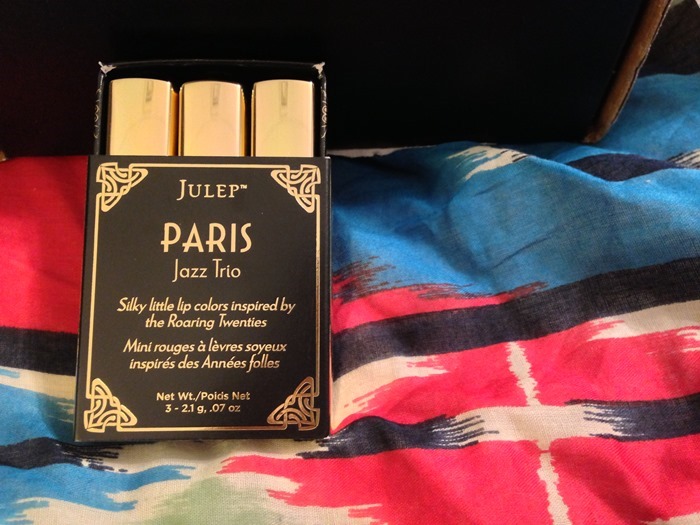 JULEP™
PARIS
Jazz Trio
Silky little lip colors inspired by
the Roaring Twenties
Mini rouges à lèvres soyeux
inspirés des Années folles
Net Wt./Poids Net
3 - 2.1 g, .07 oz